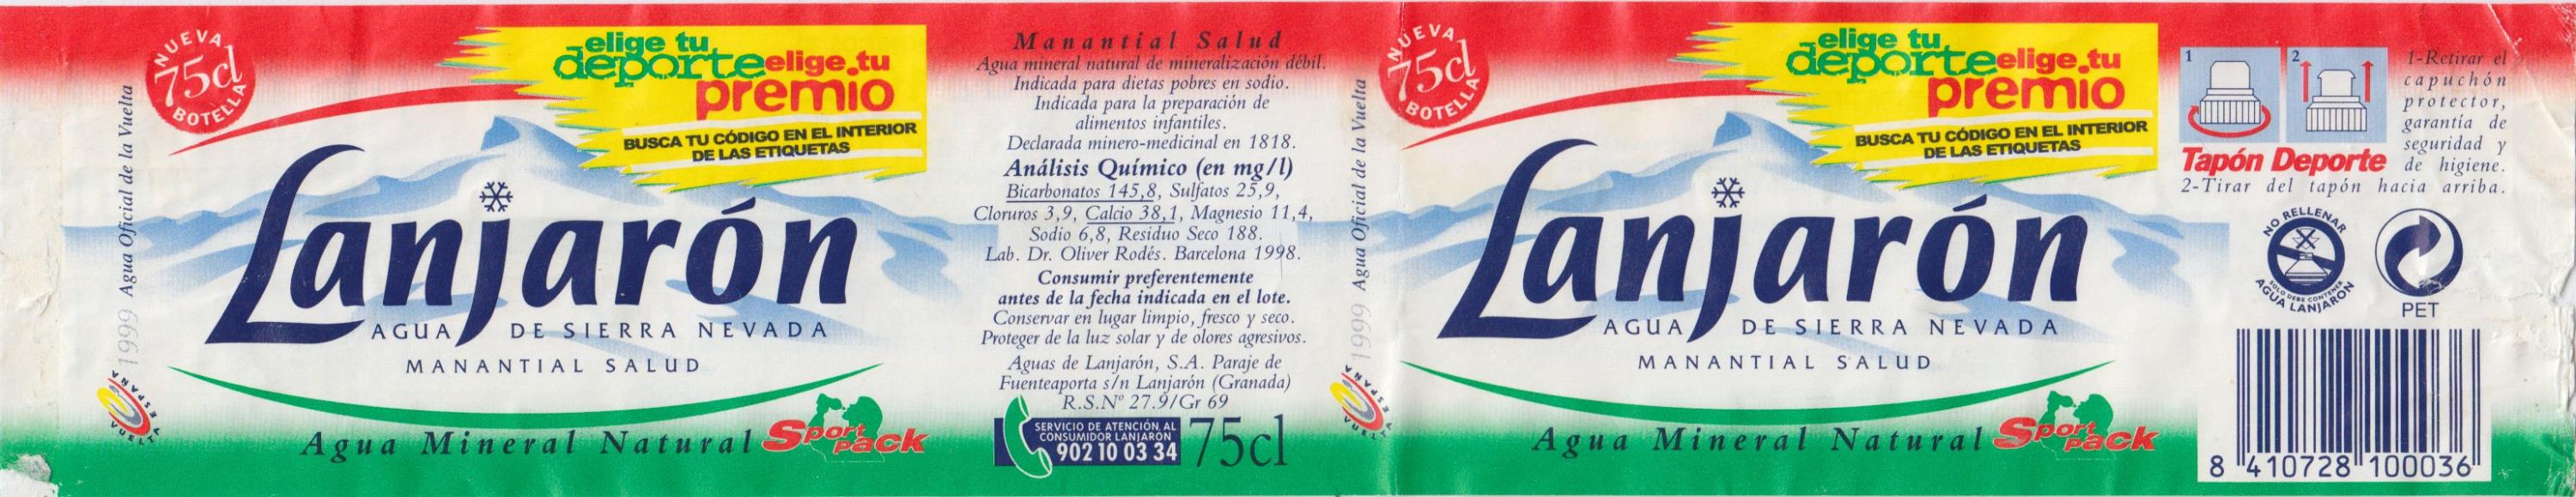 NUEVA
75cl
BOTELLA
1999 Agua Oficial de la Vuelta
VUELTA ESPAÑA
elige tu
deporte elige tu
premio
BUSCA TU CÓDIGO EN EL INTERIOR
DE LAS ETIQUETAS
Lanjarón
AGUA DE SIERRA NEVADA
MANANTIAL SALUD
Agua Mineral Natural
Sport
pack
Manantial Salud
Agua mineral natural de mineralización débil.
Indicada para dietas pobres en sodio.
Indicada para la preparación de
alimentos infantiles.
Declarada minero-medicinal en 1818.
Análisis Químico (en mg/l)
Bicarbonatos 145,8, Sulfatos 25,9,
Cloruros 3,9, Calcio 38,1, Magnesio 11,4,
Sodio 6,8, Residuo Seco 188.
Lab. Dr. Oliver Rodés. Barcelona 1998.
Consumir preferentemente
antes de la fecha indicada en el lote.
Conservar en lugar limpio, fresco y seco.
Proteger de la luz solar y de olores agresivos.
Aguas de Lanjarón, S.A. Paraje de
Fuenteaporta s/n Lanjarón (Granada)
R.S.Nº 27.9/Gr 69
SERVICIO DE ATENCIÓN AL
CONSUMIDOR LANJARÓN
902 10 03 34
75cl
NUEVA
75cl
BOTELLA
1999 Agua Oficial de la Vuelta
VUELTA ESPAÑA
elige tu
deporte elige tu
premio
BUSCA TU CÓDIGO EN EL INTERIOR
DE LAS ETIQUETAS
Lanjarón
AGUA DE SIERRA NEVADA
MANANTIAL SALUD
Agua Mineral Natural
Sport
pack
1
2
Tapón Deporte
1-Retirar el
capuchón
protector,
garantía de
seguridad y
de higiene.
2-Tirar del tapón hacia arriba.
NO RELLENAR
SOLO DEBE CONTENER
AGUA LANJARON
PET
8 410728 100036